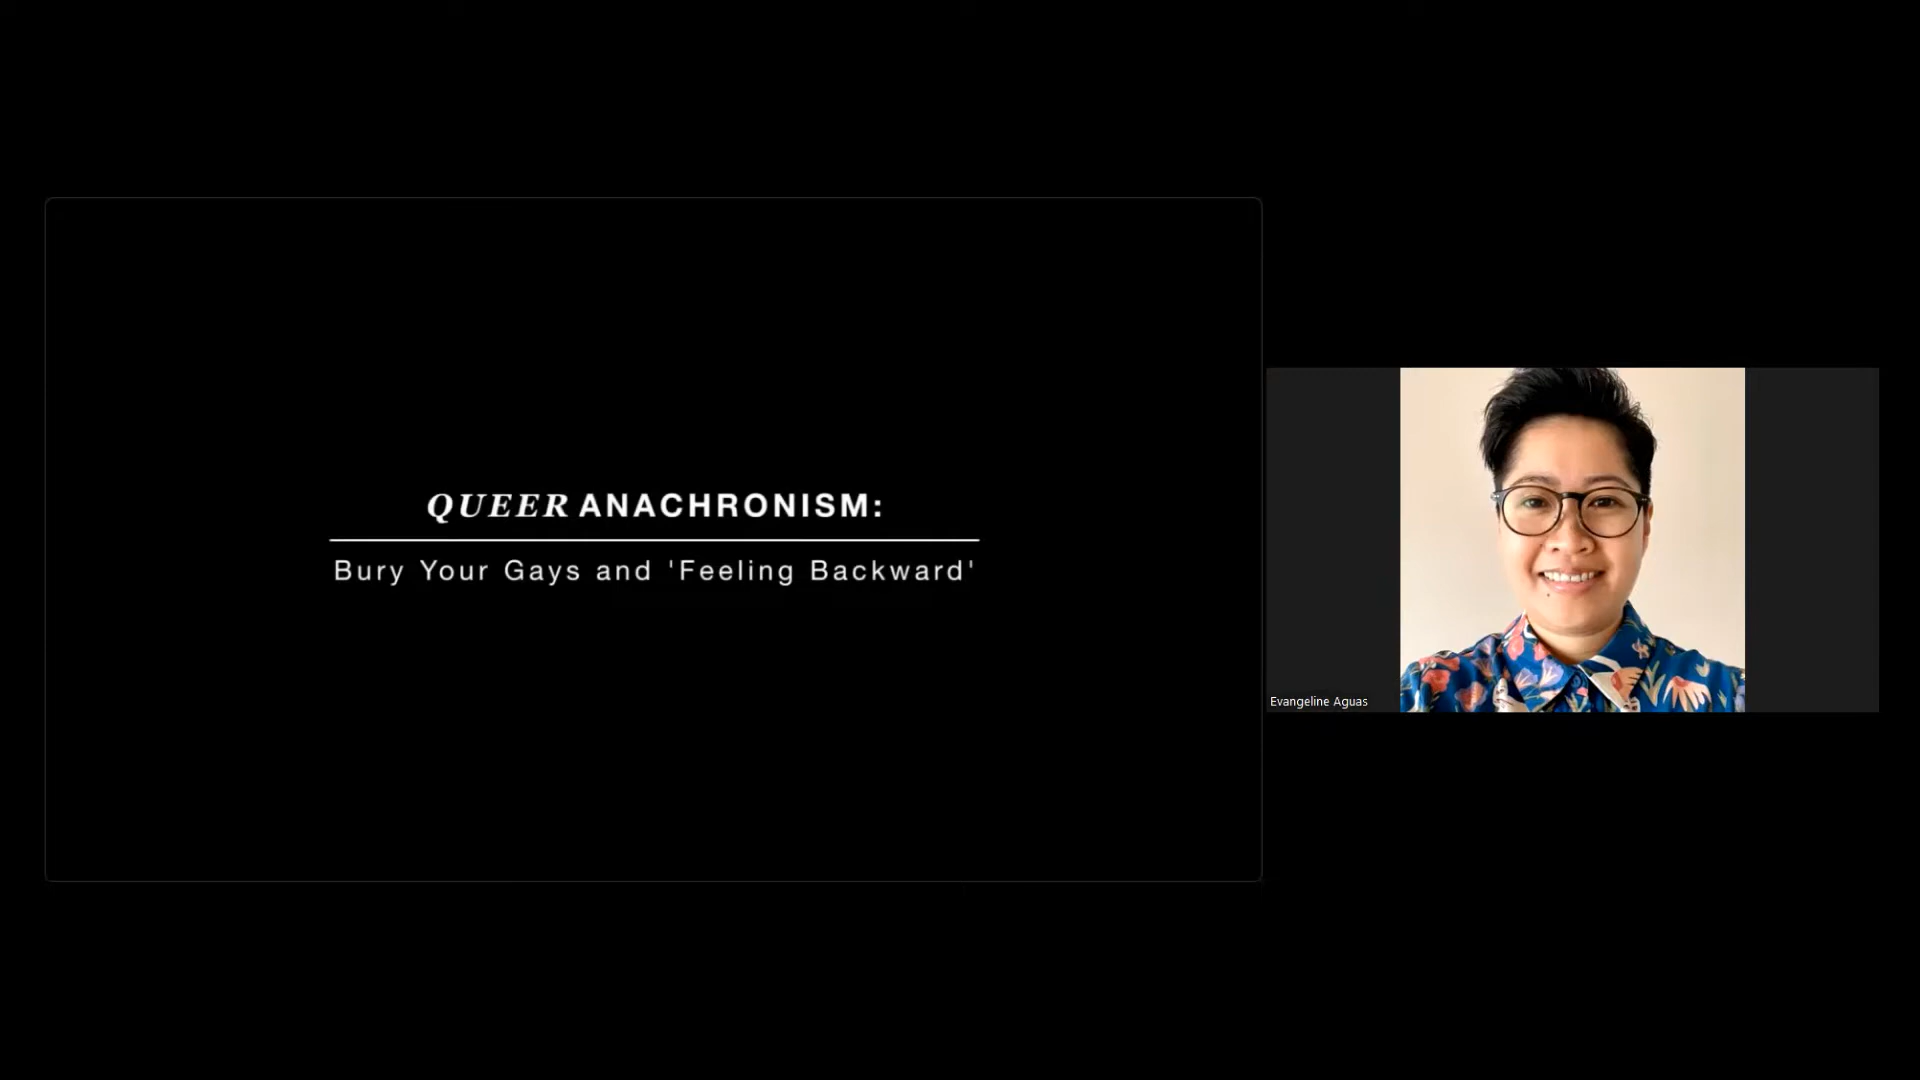 QUEER ANACHRONISM:
Bury Your Gays and 'Feeling Backward'
Evangeline Aguas